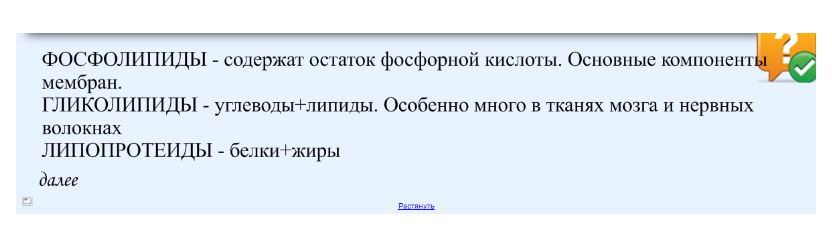 ФОСФОЛИПИДЫ - содержат остаток фосфорной кислоты. Основные компоненты
мембран.
ГЛИКОЛИПИДЫ - углеводы+липиды. Особенно много в тканях мозга и нервных
волокнах
ЛИПОПРОТЕИДЫ - белки+жиры
далее
Растянуть